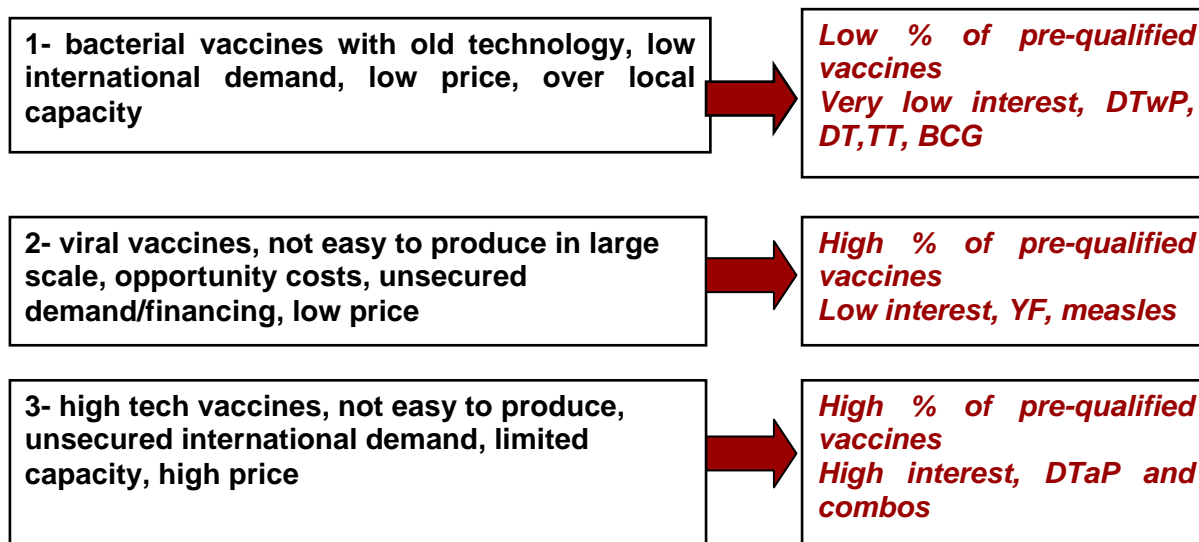 1- bacterial vaccines with old technology, low
international demand, low price, over local
capacity
Low % of pre-qualified
vaccines
Very low interest, DTwP,
DT,TT, BCG
2- viral vaccines, not easy to produce in large
scale, opportunity costs, unsecured
demand/financing, low price
High % of pre-qualified
vaccines
Low interest, YF, measles
3- high tech vaccines, not easy to produce,
unsecured international demand, limited
capacity, high price
High % of pre-qualified
vaccines
High interest, DTaP and
combos